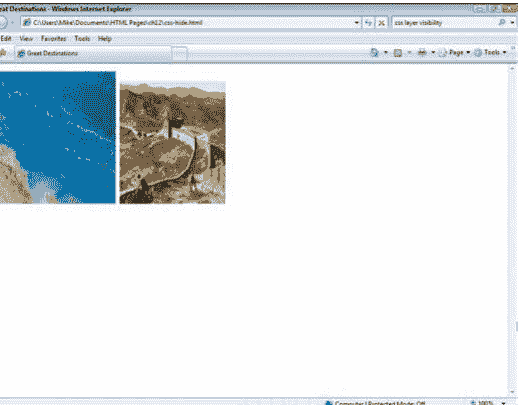 eat Destinations - Windows Internet Explorer
C:\Users\Mike\Documents\HTML Pages\ch12\css-hide.html
css layer visibility
Edit View Favorites Tools Help
Great Destinations
Page Tools
Computer | Protected Mode: Off
100%